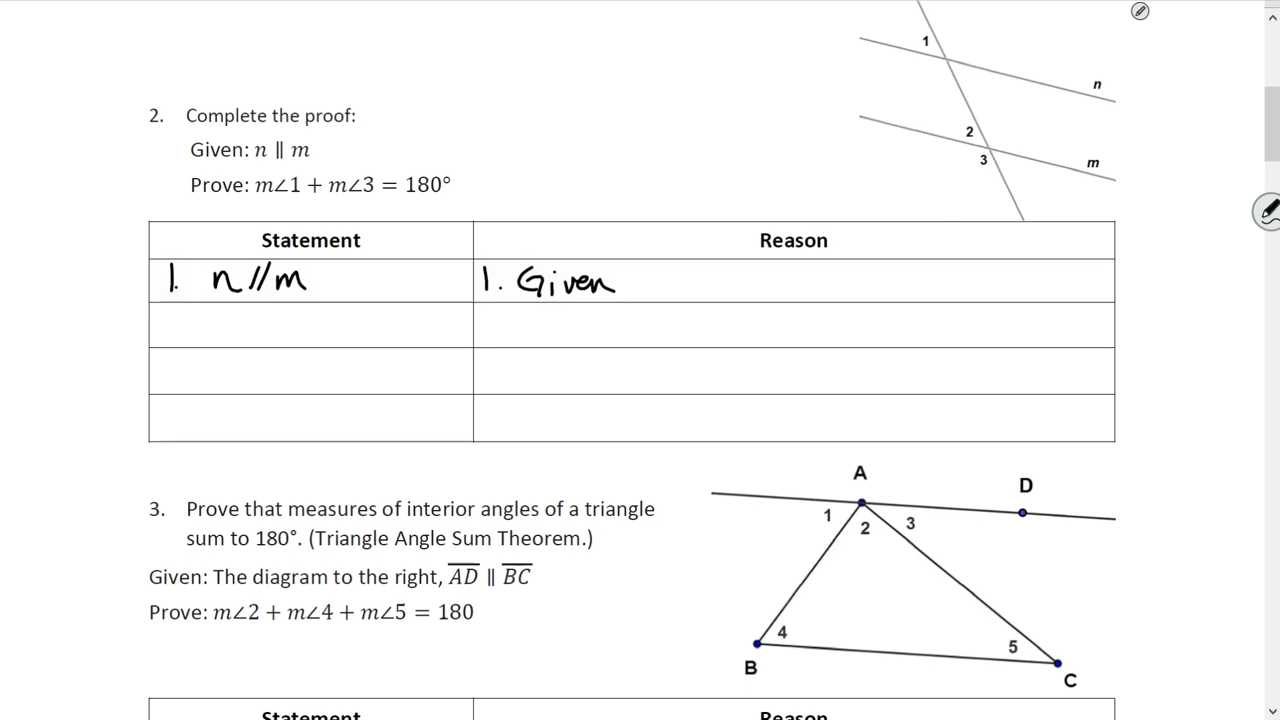 1
n
2
3
m
2. Complete the proof:
Given: n ∥ m
Prove: m∠1 + m∠3 = 180°
Statement Reason
1. n // m 1. Given
3. Prove that measures of interior angles of a triangle
sum to 180°. (Triangle Angle Sum Theorem.)
Given: The diagram to the right, A̅D̅ ∥ B̅C̅
Prove: m∠2 + m∠4 + m∠5 = 180
A
D
1
2
3
4
5
B
C
Statement Reason